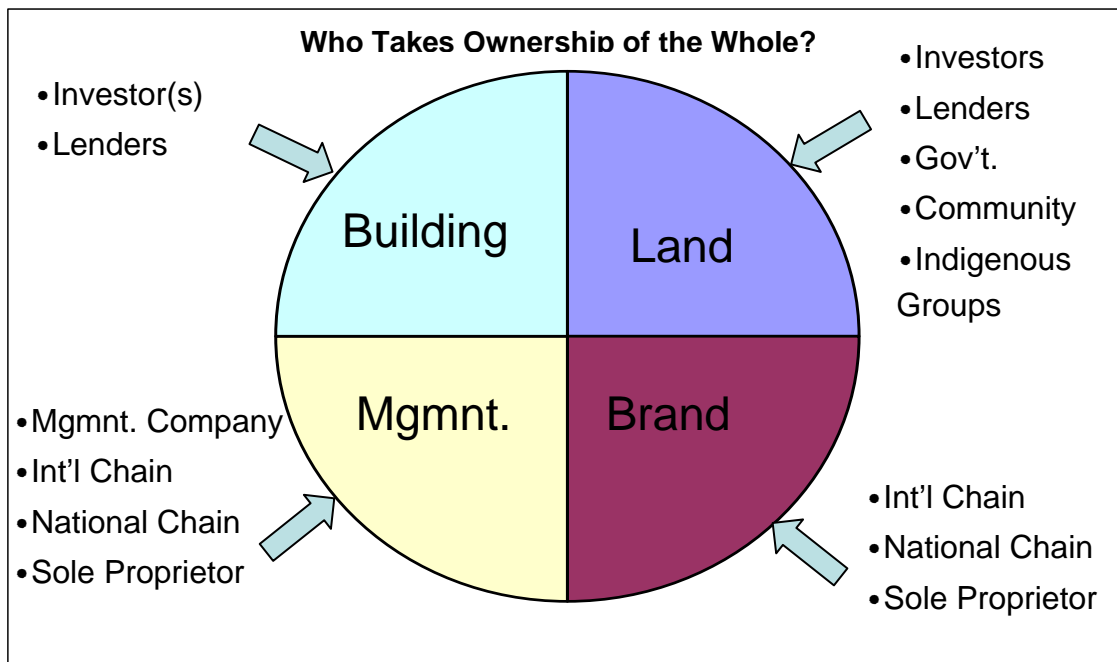 Who Takes Ownership of the Whole?
•Investor(s)
•Lenders
•Investors
•Lenders
•Gov’t.
•Community
•Indigenous
Groups
Building
Land
Mgmnt.
Brand
•Mgmnt. Company
•Int’l Chain
•National Chain
•Sole Proprietor
•Int’l Chain
•National Chain
•Sole Proprietor